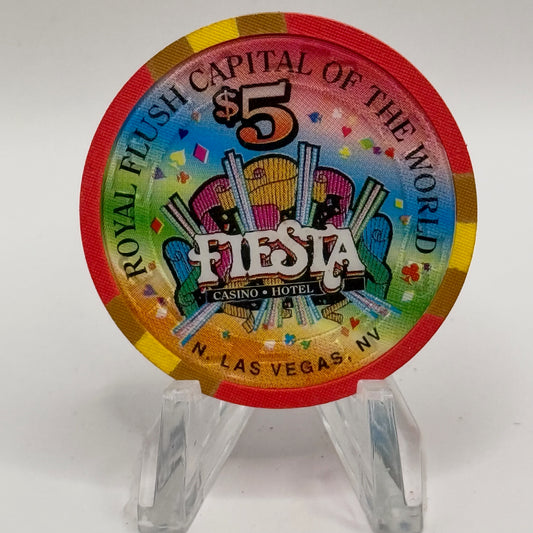 ROYAL FLUSH CAPITAL OF THE WORLD
$5
FIESTA
CASINO • HOTEL
N. LAS VEGAS, NV